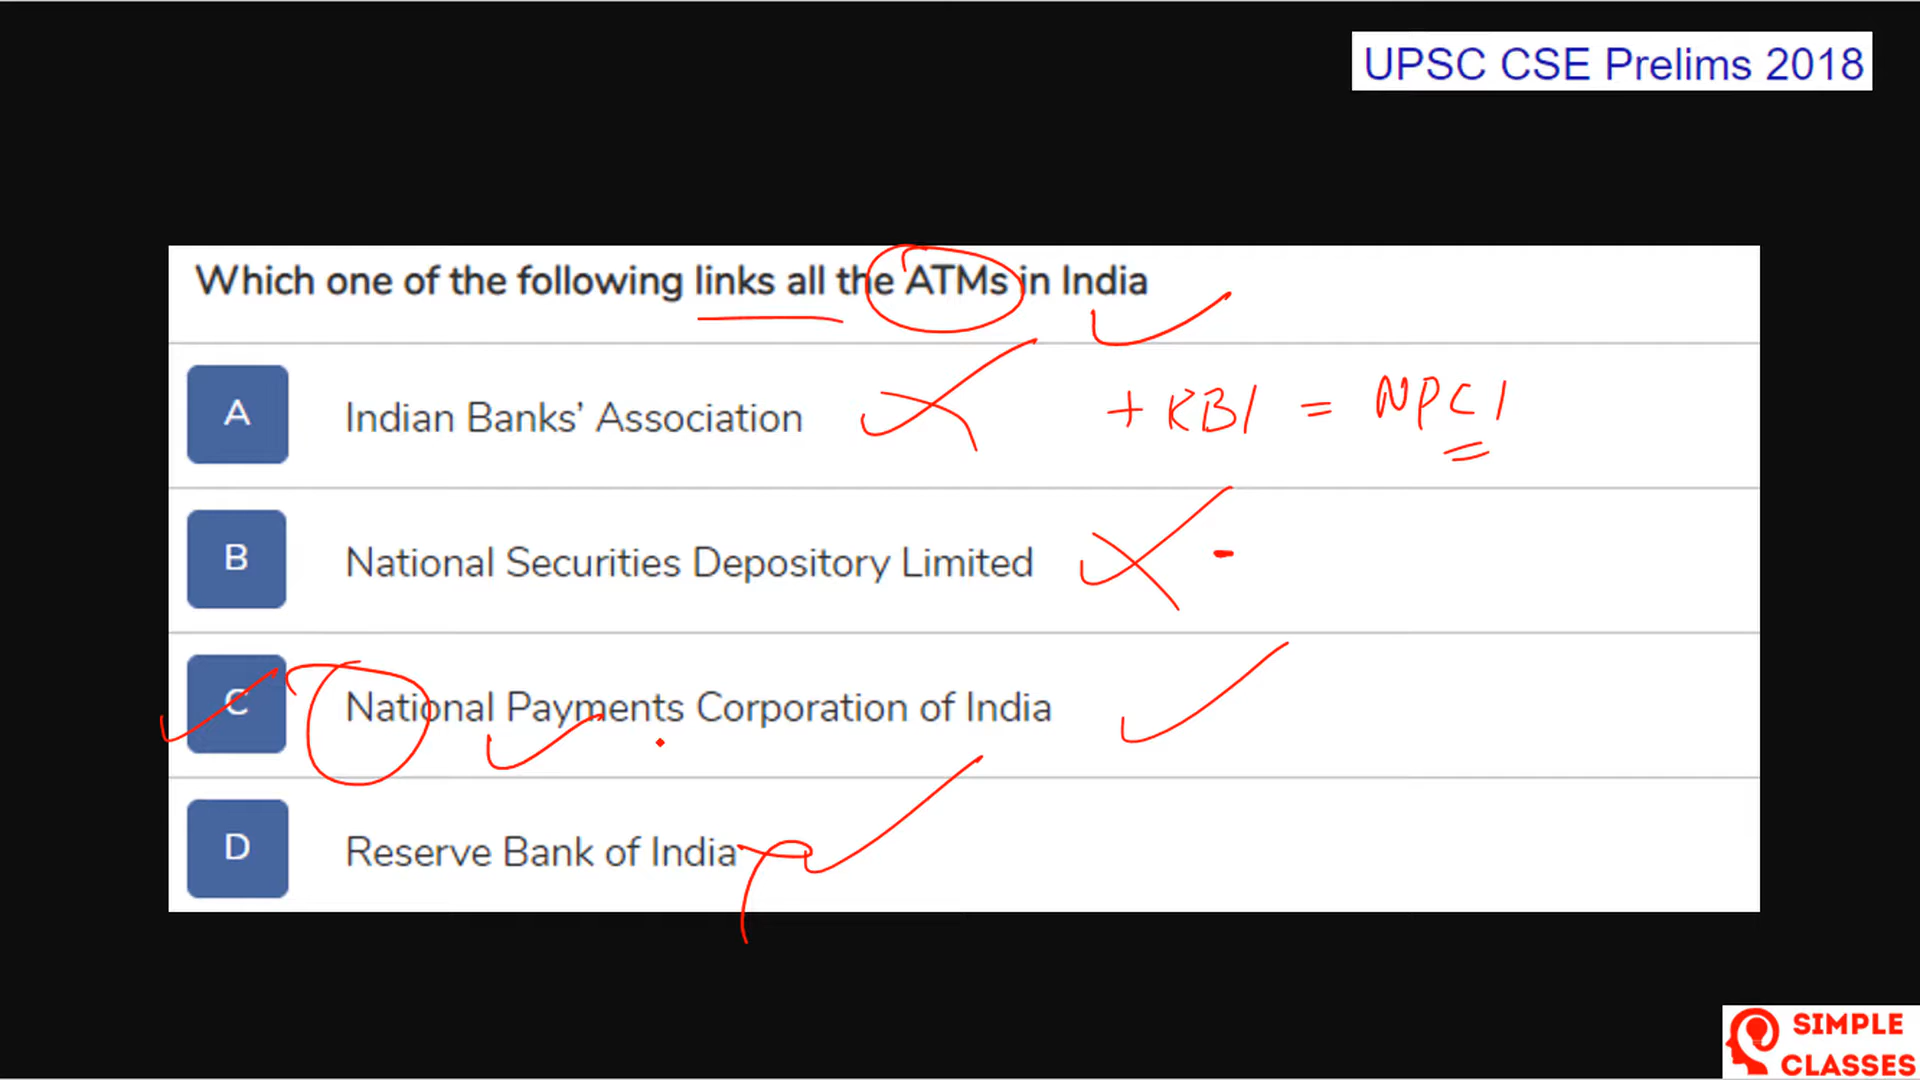 UPSC CSE Prelims 2018
Which one of the following links all the ATMs in India
A Indian Banks’ Association + RBI = NPCI
B National Securities Depository Limited
C National Payments Corporation of India
D Reserve Bank of India
SIMPLE
CLASSES